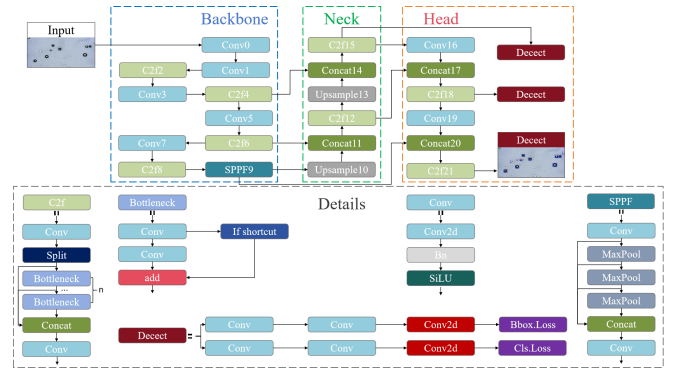 Backbone
Neck
Head
Input
Conv0
C2f2
Conv1
Conv3
C2f4
Conv5
Conv7
C2f6
C2f8
SPPF9
C2f15
Concat14
Upsample13
C2f12
Concat11
Upsample10
Conv16
Decect
Concat17
C2f18
Decect
Conv19
Concat20
Decect
C2f21
Details
C2f
Conv
Split
Bottleneck
...
Bottleneck
n
Concat
Conv
Bottleneck
Conv
If shortcut
Conv
add
Conv
Conv2d
Bn
SiLU
SPPF
Conv
MaxPool
MaxPool
MaxPool
Concat
Conv
Decect
Conv
Conv
Conv2d
Bbox.Loss
Conv
Conv
Conv2d
Cls.Loss